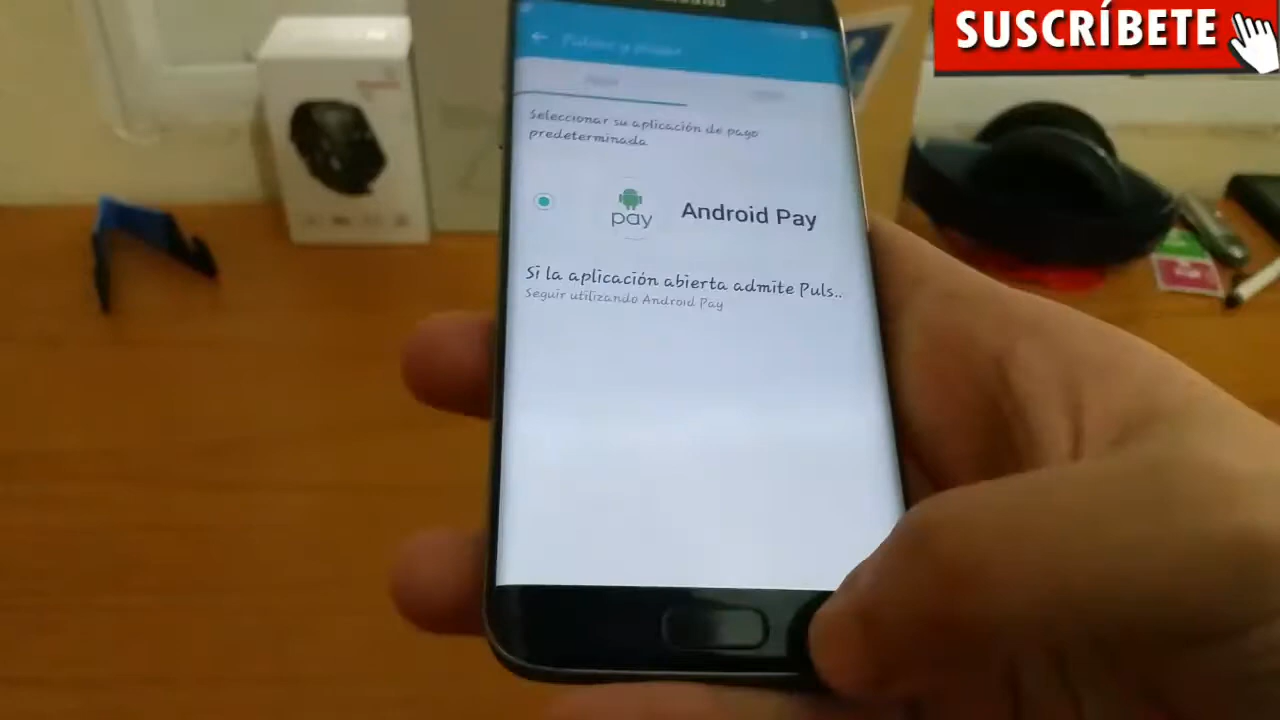 SUSCRÍBETE
Seleccionar su aplicación de pago
predeterminada
pay
Android Pay
Si la aplicación abierta admite Puls..
Seguir utilizando Android Pay